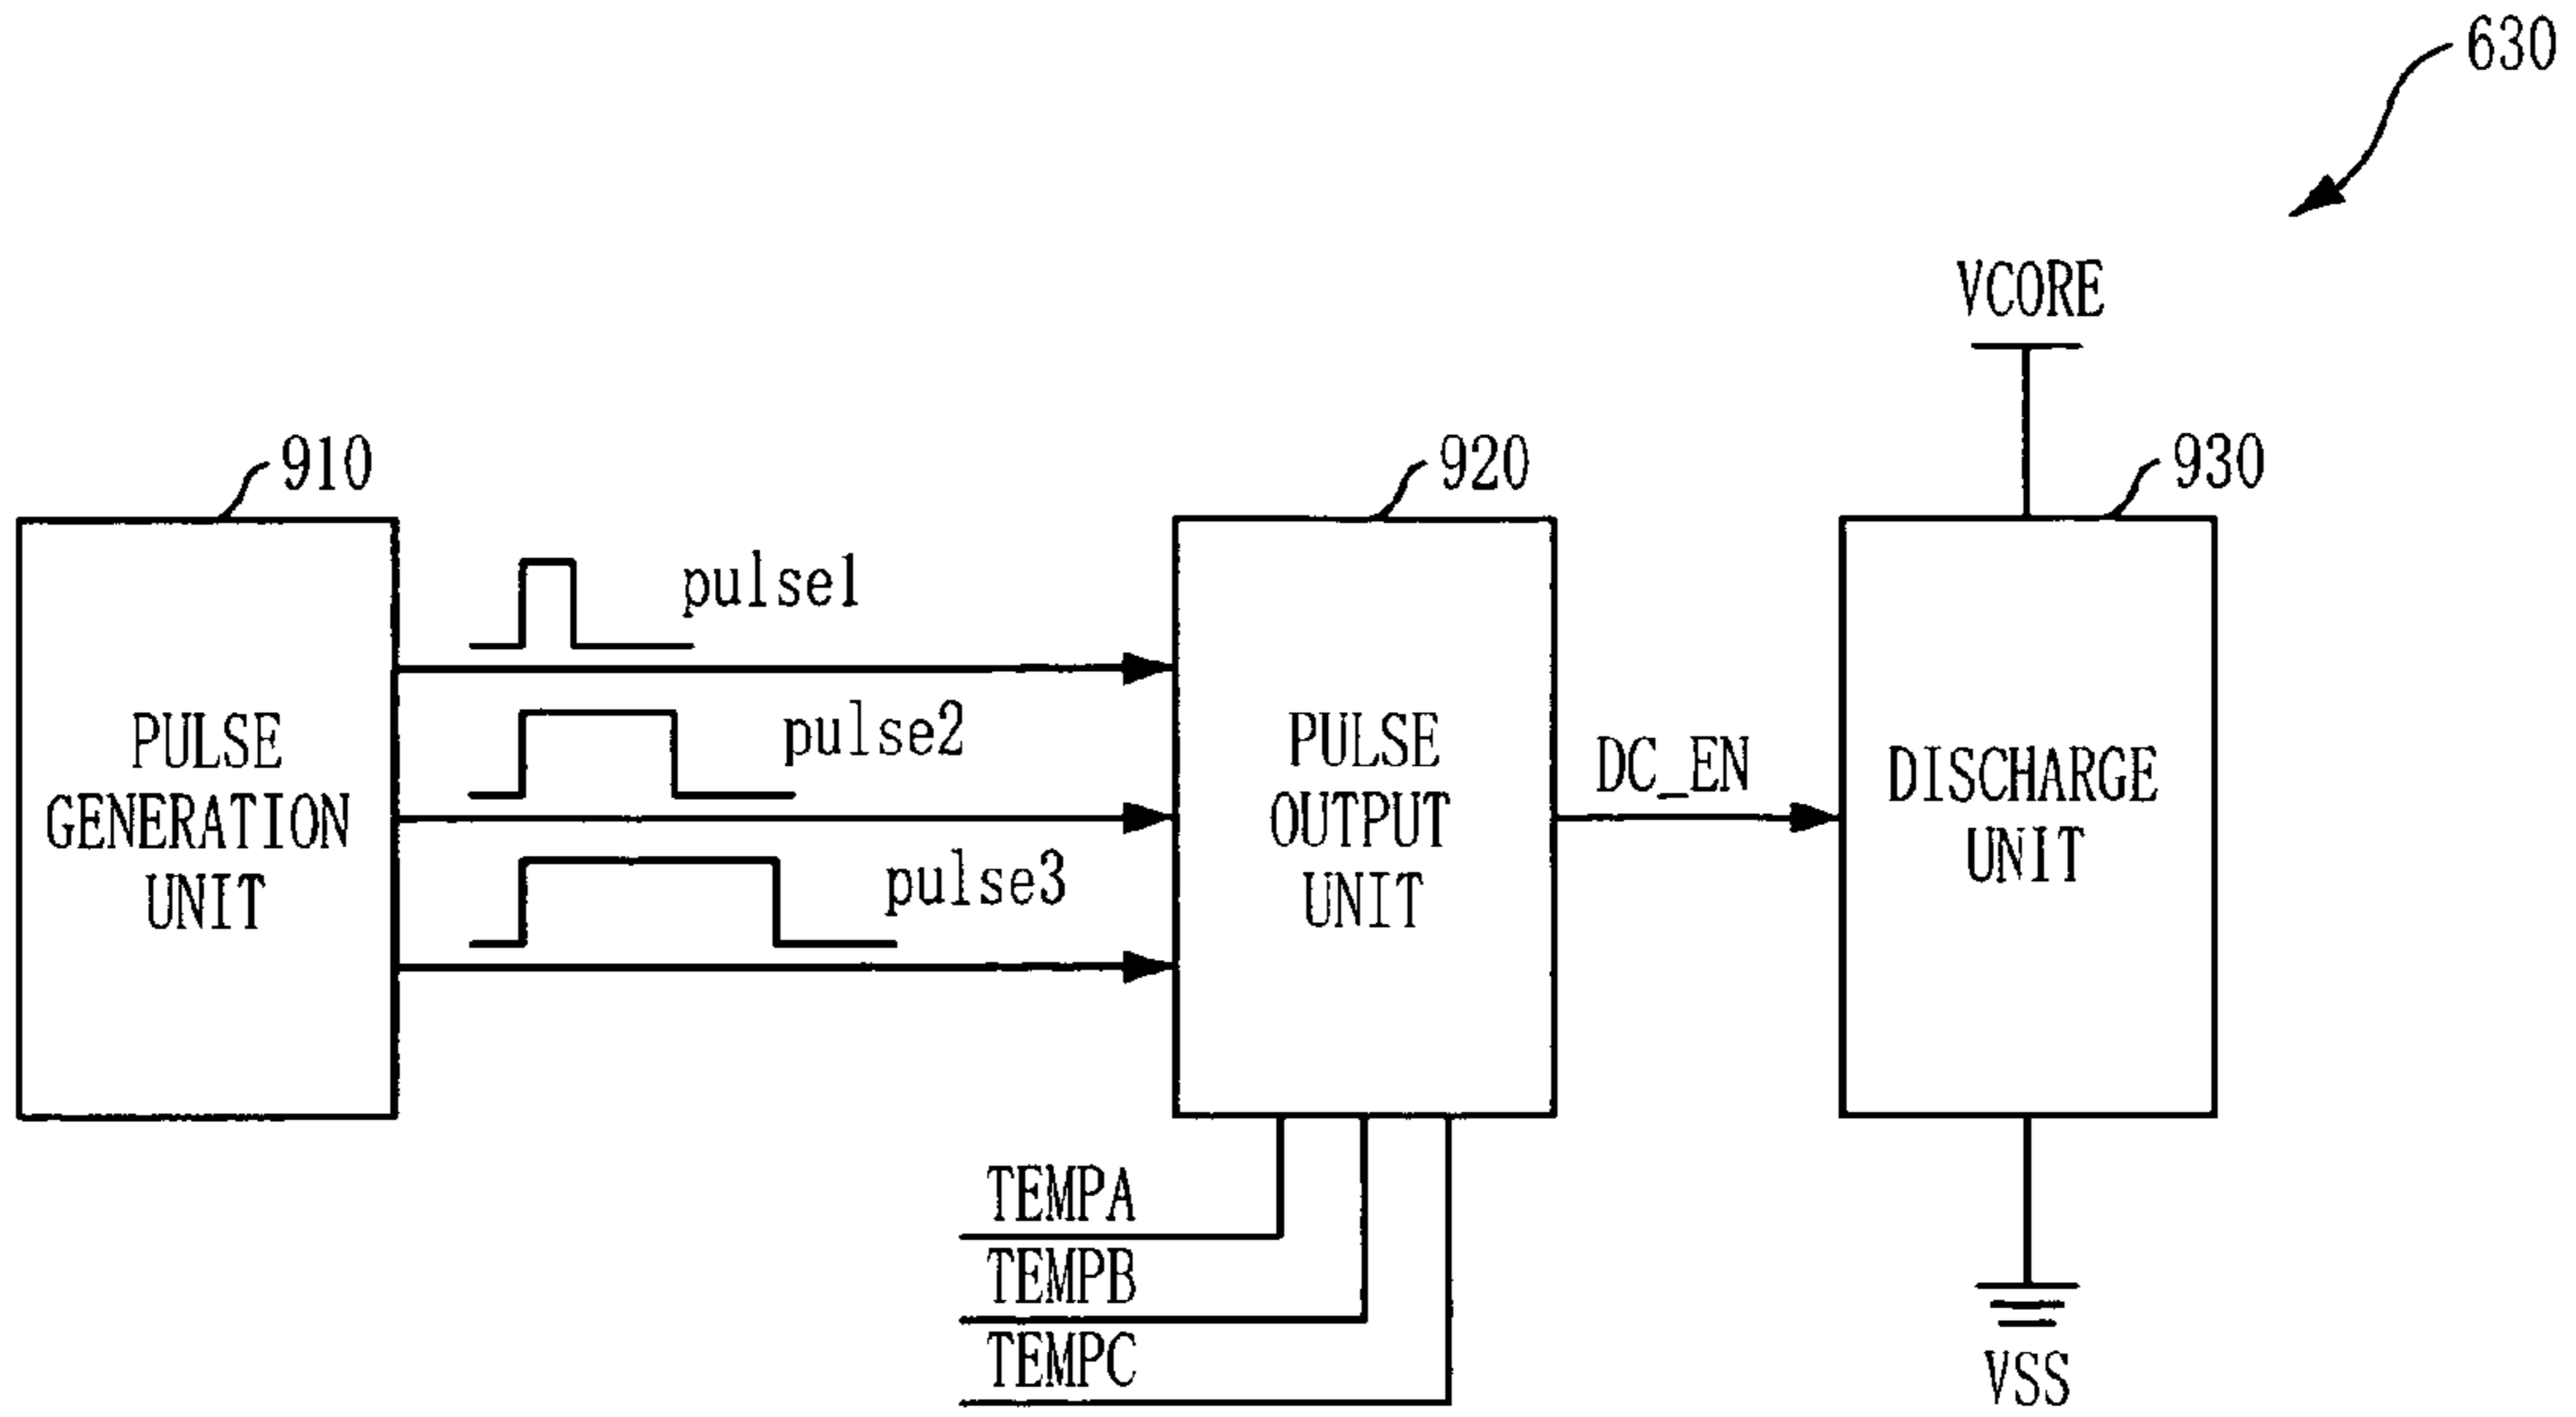 630
VCORE
910
920
930
pulse1
pulse2
pulse3
PULSE
GENERATION
UNIT
PULSE
OUTPUT
UNIT
DC_EN
DISCHARGE
UNIT
TEMPA
TEMPB
TEMPC
VSS